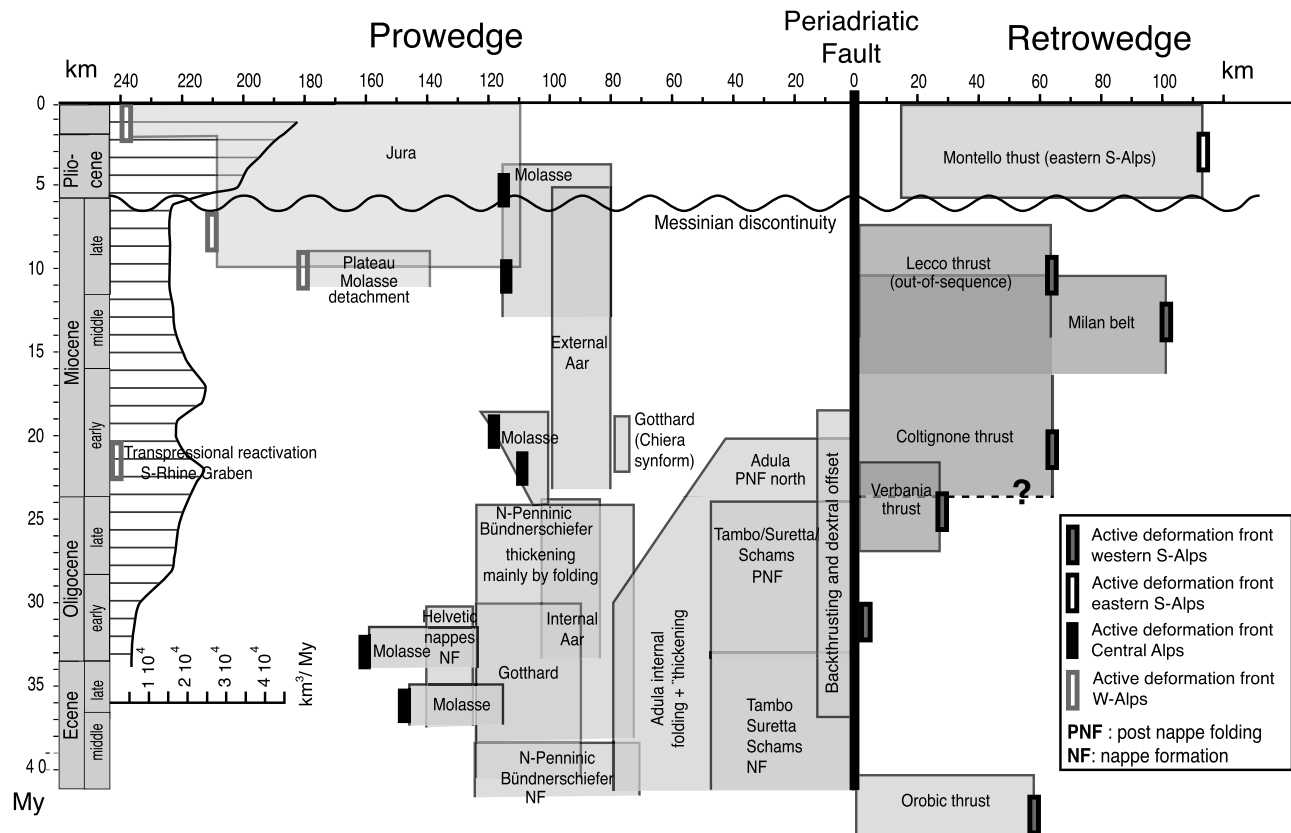 Prowedge
Periadriatic
Fault
Retrowedge
km
240 220 200 180 160 140 120 100 80 60 40 20 0 20 40 60 80 100
km
0
5
10
15
20
25
30
35
40
My
Plio-
cene
Miocene
late
middle
early
Oligocene
late
early
Ecene
late
middle
Jura
Molasse
Montello thust (eastern S-Alps)
Messinian discontinuity
Plateau
Molasse
detachment
Lecco thrust
(out-of-sequence)
Milan belt
External
Aar
Molasse
Gotthard
(Chiera
synform)
Transpressional reactivation
S-Rhine Graben
Coltignone thrust
Adula
PNF north
Verbania
thrust
?
N-Penninic
Bündnerschiefer
thickening
mainly by folding
Tambo/Suretta/
Schams
PNF
Backthrusting and dextral offset
Helvetic
nappes
NF
Molasse
Internal
Aar
Gotthard
Molasse
Adula internal
folding + ¨thickening
Tambo
Suretta
Schams
NF
N-Penninic
Bündnerschiefer
NF
Orobic thrust
1 10⁴
2 10⁴
3 10⁴
4 10⁴
km³/ My
Active deformation front
western S-Alps
Active deformation front
eastern S-Alps
Active deformation front
Central Alps
Active deformation front
W-Alps
PNF : post nappe folding
NF: nappe formation